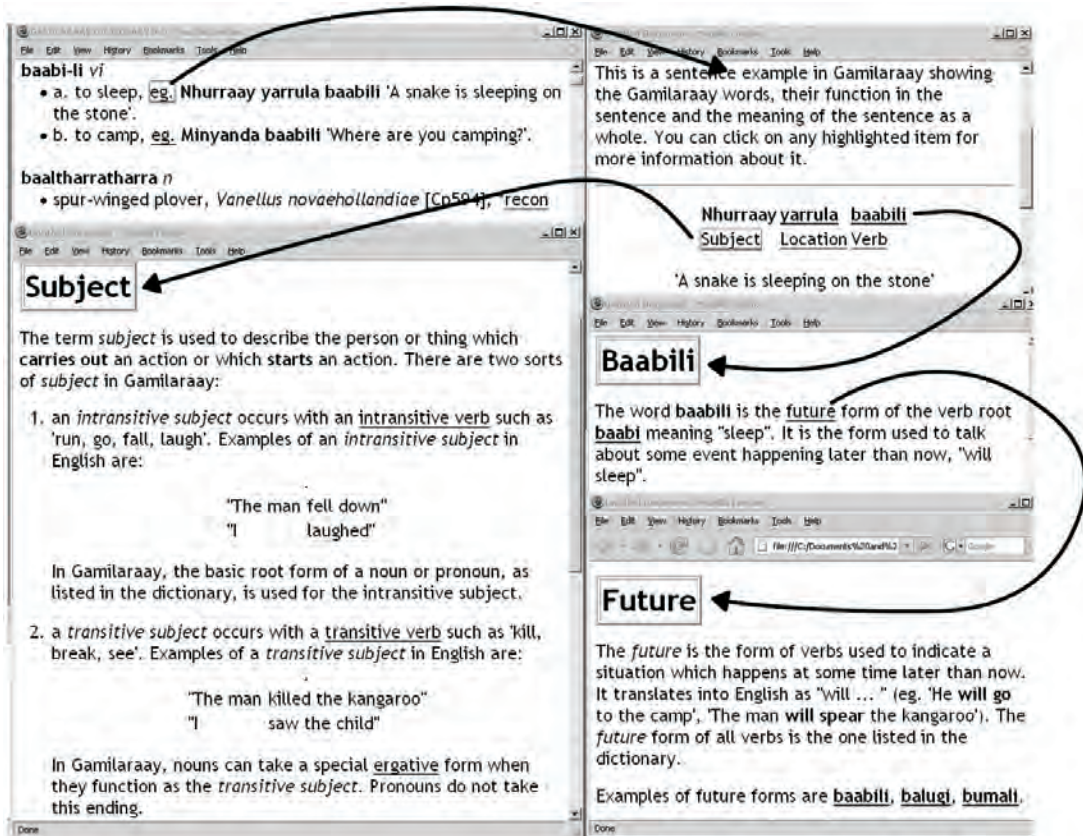 File Edit View History Bookmarks Tools Help
baabi-li vi
• a. to sleep, eg. Nhurraay yarrula baabili 'A snake is sleeping on
the stone'.
• b. to camp, eg. Minyanda baabili 'Where are you camping?'.
baaltharratharra n
• spur-winged plover, Vanellus novaehollandiae [Cp594], recon
File Edit View History Bookmarks Tools Help
Subject
The term subject is used to describe the person or thing which
carries out an action or which starts an action. There are two sorts
of subject in Gamilaraay:
1. an intransitive subject occurs with an intransitive verb such as
'run, go, fall, laugh'. Examples of an intransitive subject in
English are:
"The man fell down"
"I laughed"
In Gamilaraay, the basic root form of a noun or pronoun, as
listed in the dictionary, is used for the intransitive subject.
2. a transitive subject occurs with a transitive verb such as 'kill,
break, see'. Examples of a transitive subject in English are:
"The man killed the kangaroo"
"I saw the child"
In Gamilaraay, nouns can take a special ergative form when
they function as the transitive subject. Pronouns do not take
this ending.
Done
File Edit View History Bookmarks Tools Help
This is a sentence example in Gamilaraay showing
the Gamilaraay words, their function in the
sentence and the meaning of the sentence as a
whole. You can click on any highlighted item for
more information about it.
Nhurraay yarrula baabili
Subject Location Verb
'A snake is sleeping on the stone'
File Edit View History Bookmarks Tools Help
Baabili
The word baabili is the future form of the verb root
baabi meaning "sleep". It is the form used to talk
about some event happening later than now, "will
sleep".
File Edit View History Bookmarks Tools Help
file:///C:/Documents%20and%2 Google
Future
The future is the form of verbs used to indicate a
situation which happens at some time later than now.
It translates into English as "will ... " (eg. 'He will go
to the camp', 'The man will spear the kangaroo'). The
future form of all verbs is the one listed in the
dictionary.
Examples of future forms are baabili, balugi, bumali.
Done